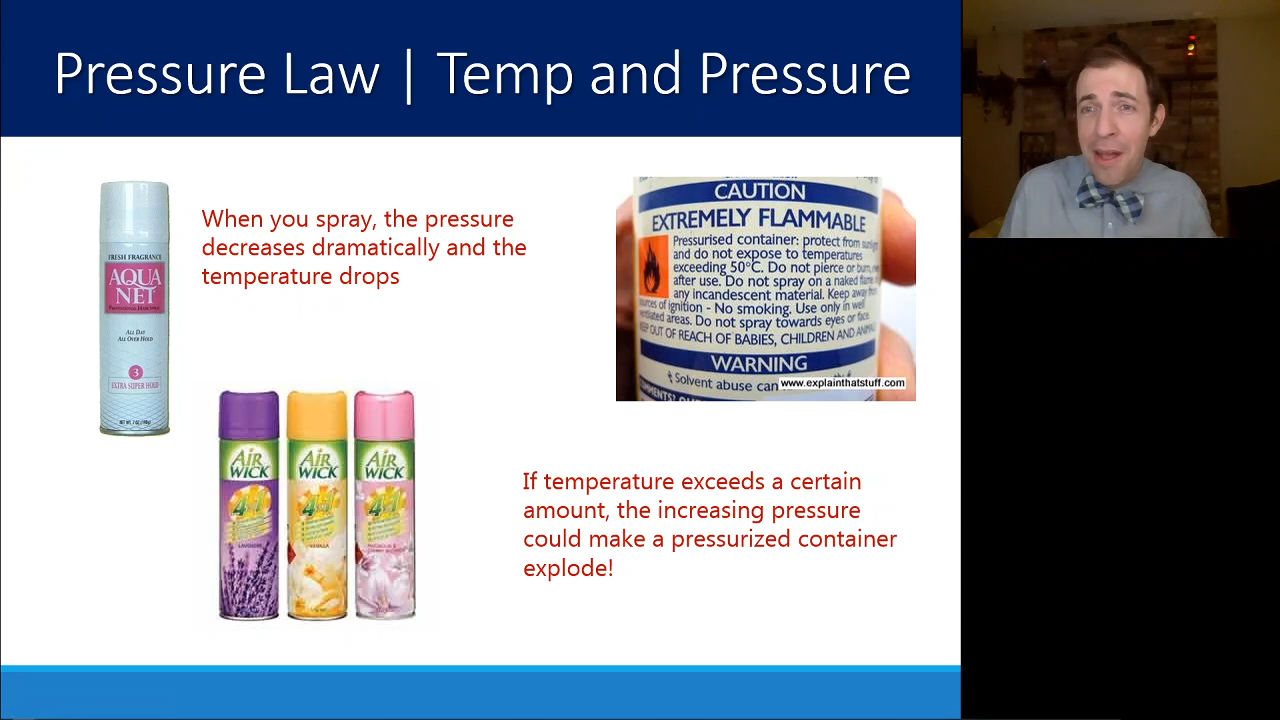 Pressure Law | Temp and Pressure
When you spray, the pressure
decreases dramatically and the
temperature drops
FRESH FRAGRANCE
AQUA
NET
ALL DAY
ALL OVER HOLD
3
EXTRA SUPER HOLD
CAUTION
EXTREMELY FLAMMABLE
Pressurised container: protect from
and do not expose to temperatures
exceeding 50°C. Do not pierce or burn,
after use. Do not spray on a naked flame
any incandescent material. Keep away
sources of ignition - No smoking. Use only in well
ventilated areas. Do not spray towards eyes or face.
KEEP OUT OF REACH OF BABIES, CHILDREN AND
WARNING
Solvent abuse can
www.explainthatstuff.com
AiR
WiCK
4in1
LAVENDER
AiR
WiCK
4in1
VANILLA
AiR
WiCK
4in1
If temperature exceeds a certain
amount, the increasing pressure
could make a pressurized container
explode!